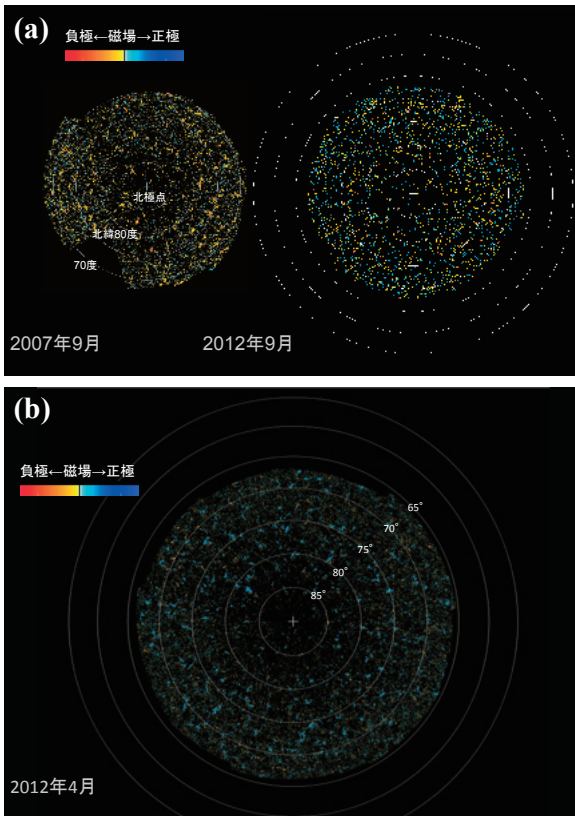 (a)
負極←磁場→正極
北極点
北緯80度
70度
2007年9月
2012年9月
(b)
負極←磁場→正極
65°
70°
75°
80°
85°
2012年4月